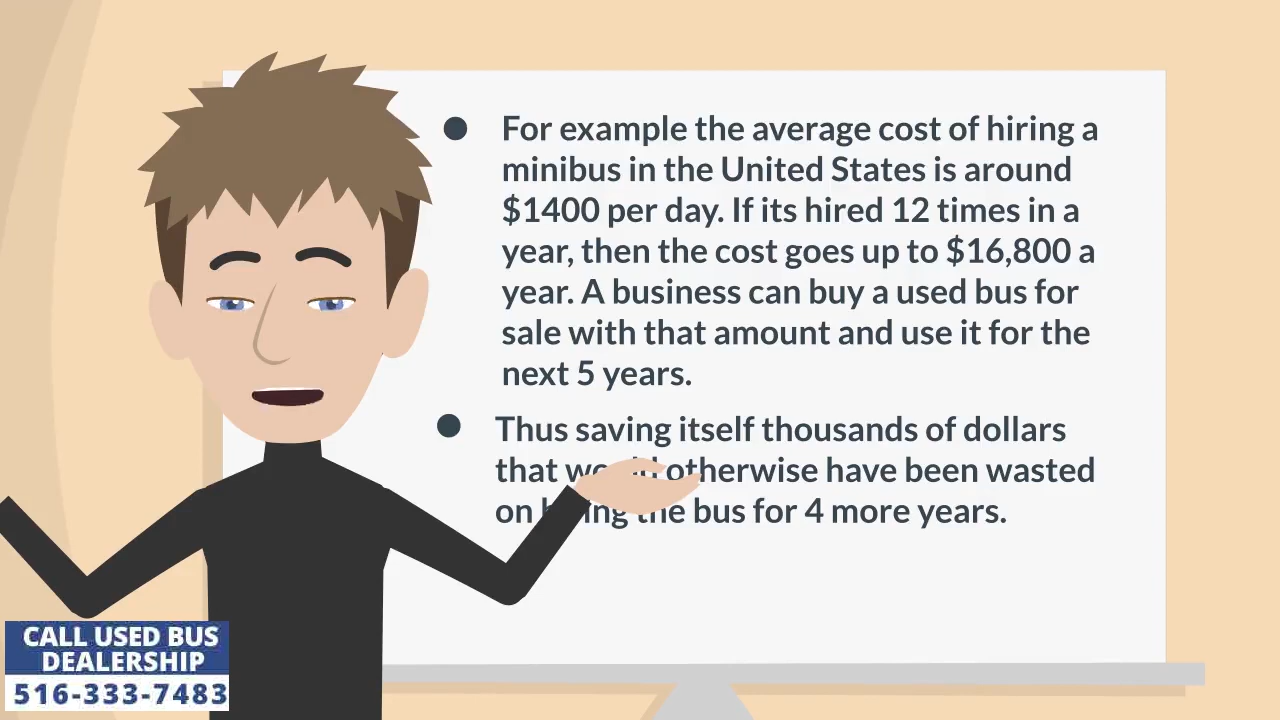 For example the average cost of hiring a
minibus in the United States is around
$1400 per day. If its hired 12 times in a
year, then the cost goes up to $16,800 a
year. A business can buy a used bus for
sale with that amount and use it for the
next 5 years.
Thus saving itself thousands of dollars
that would otherwise have been wasted
on the bus for 4 more years.
CALL USED BUS
DEALERSHIP
516-333-7483